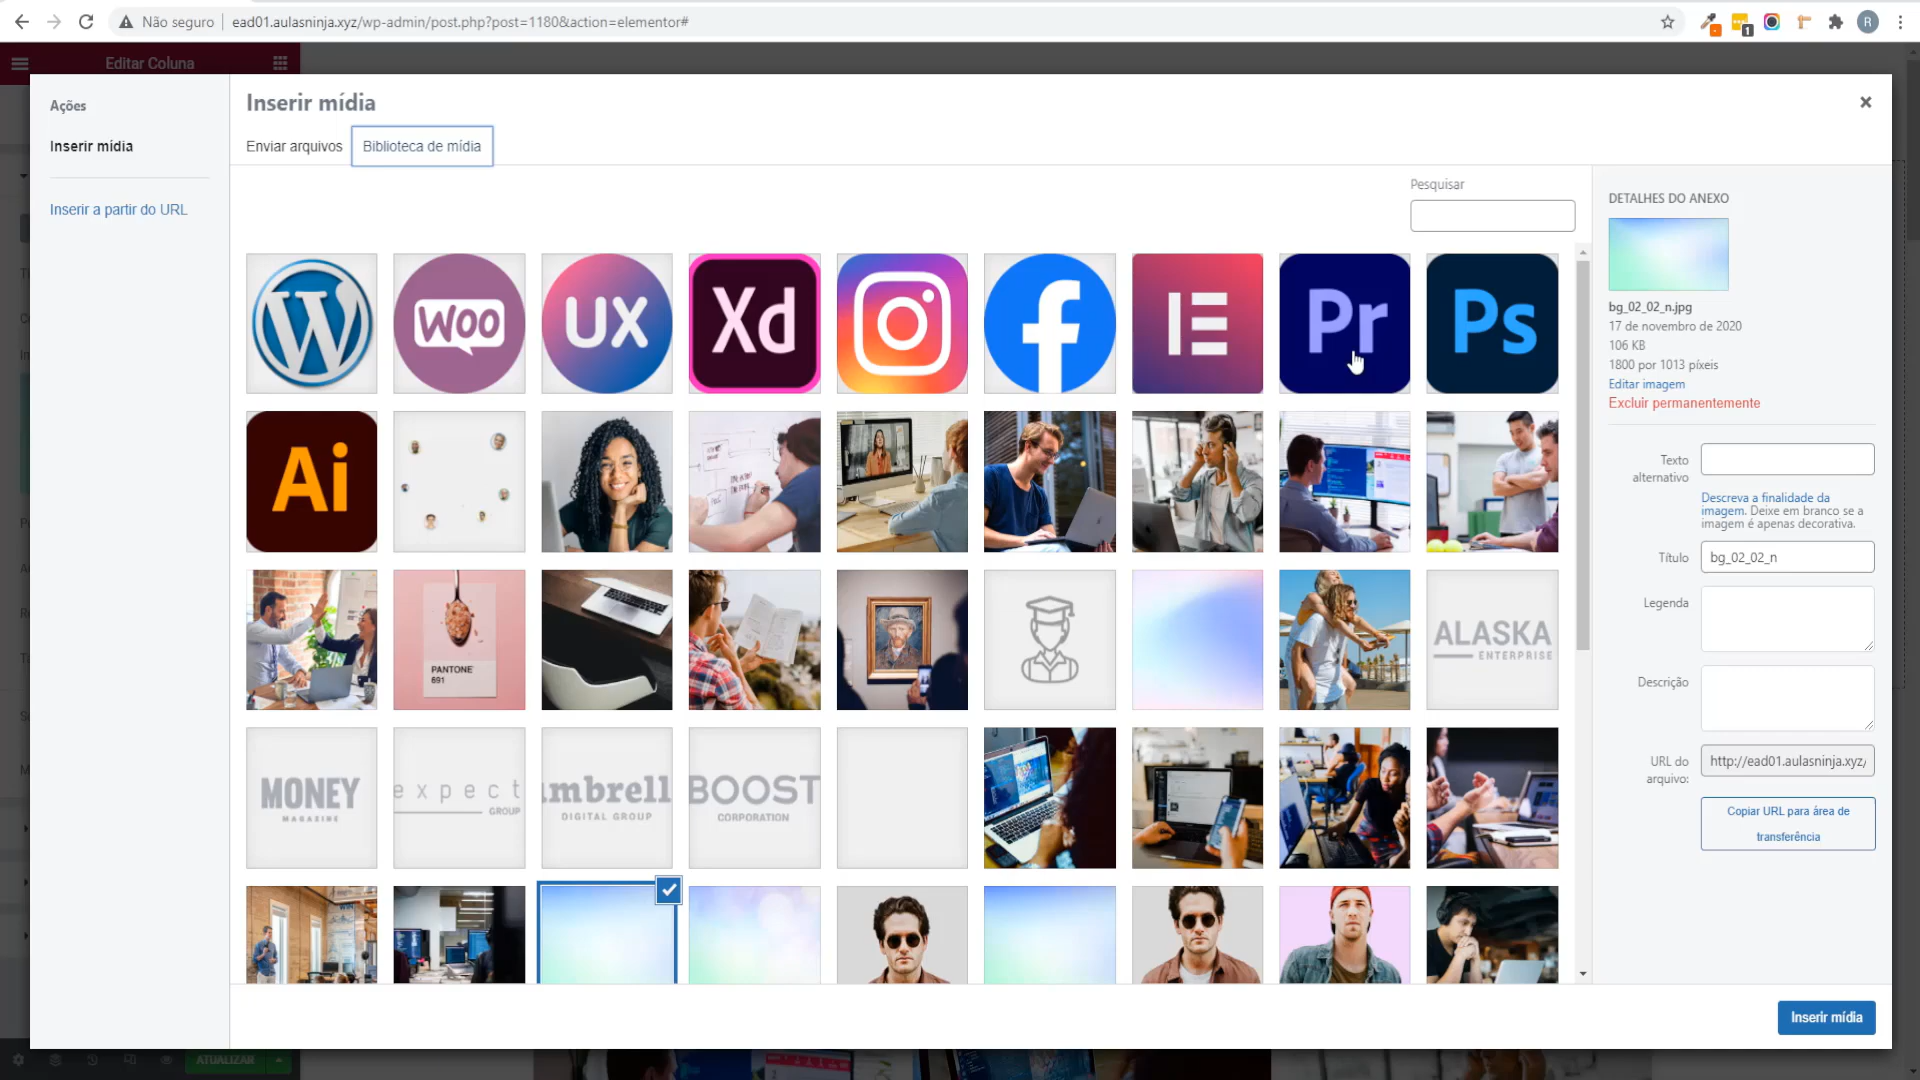 Não seguro
ead01.aulasninja.xyz/wp-admin/post.php?post=1180&action=elementor#
1
R
Editar Coluna
Ações
Inserir mídia
Inserir a partir do URL
Inserir mídia
Enviar arquivos
Biblioteca de mídia
Pesquisar
WOO
UX
Xd
Pr
Ps
Ai
PANTONE
691
ALASKA
ENTERPRISE
MONEY
MAGAZINE
expect
GROUP
mbrell
DIGITAL GROUP
BOOST
CORPORATION
DETALHES DO ANEXO
bg_02_02_n.jpg
17 de novembro de 2020
106 KB
1800 por 1013 píxeis
Editar imagem
Excluir permanentemente
Texto
alternativo
Descreva a finalidade da
imagem. Deixe em branco se a
imagem é apenas decorativa.
Título
bg_02_02_n
Legenda
Descrição
URL do
arquivo:
http://ead01.aulasninja.xyz/
Copiar URL para área de
transferência
Inserir mídia
ATUALIZAR